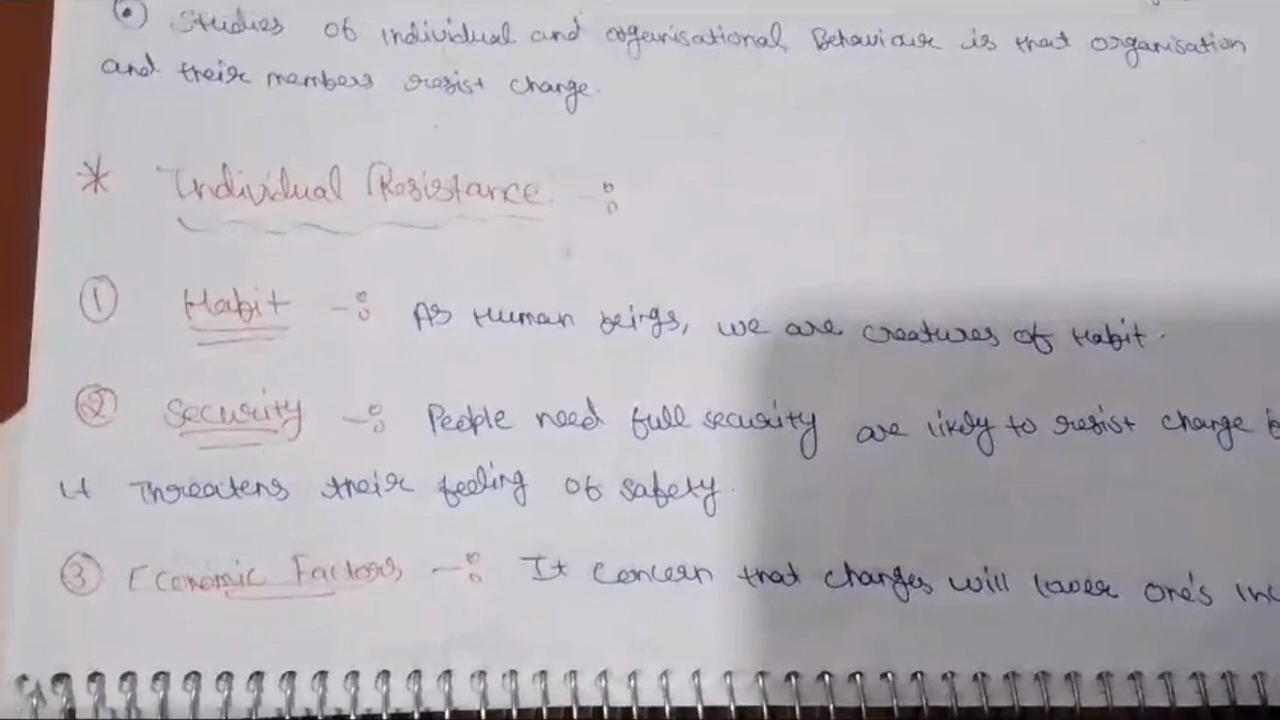 Studies of individual and organisational Behaviour is that organisation
and their members resist change.
* Individual Resistance -:
① Habit -: As Human beings, we are creatures of Habit.
② Security -: People need full security are likely to resist change
it Threatens their feeling of safety.
③ Economic Factors -: It concern that changes will lower one's